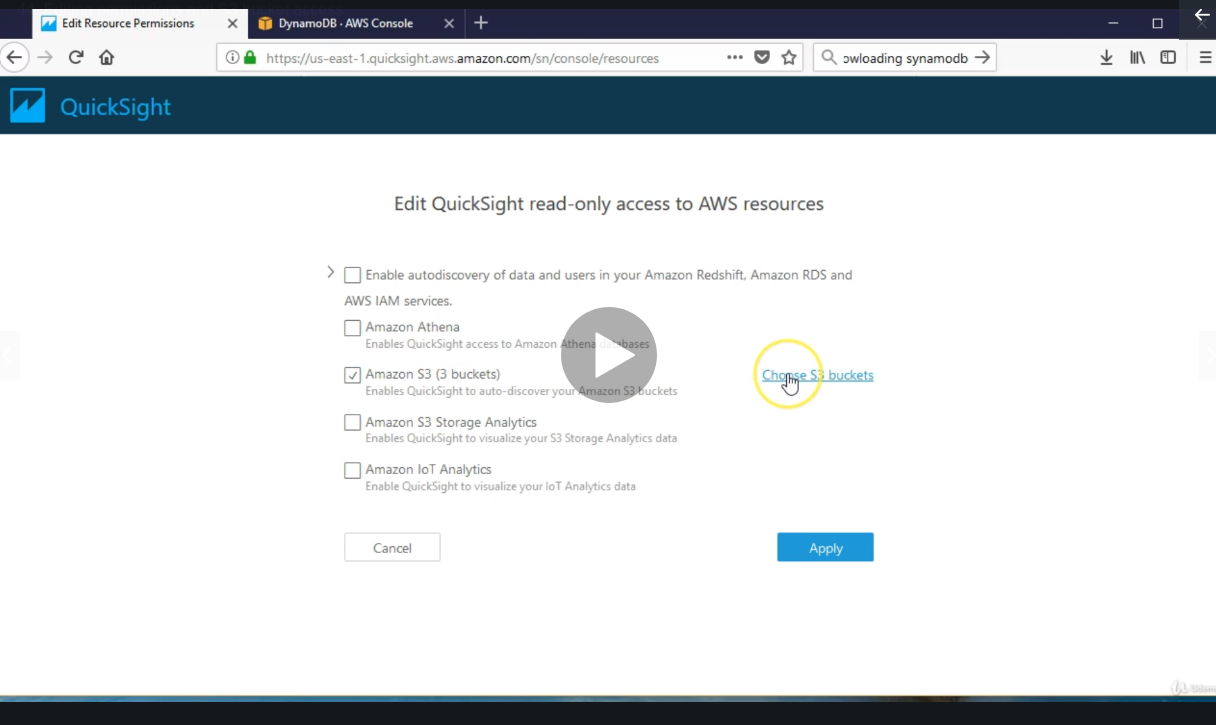 Edit Resource Permissions
DynamoDB · AWS Console
https://us-east-1.quicksight.aws.amazon.com/sn/console/resources
owloading synamodb
QuickSight
Edit QuickSight read-only access to AWS resources
Enable autodiscovery of data and users in your Amazon Redshift, Amazon RDS and
AWS IAM services.
Amazon Athena
Enables QuickSight access to Amazon Athena databases
Amazon S3 (3 buckets)
Choose S3 buckets
Enables QuickSight to auto-discover your Amazon S3 buckets
Amazon S3 Storage Analytics
Enables QuickSight to visualize your S3 Storage Analytics data
Amazon IoT Analytics
Enable QuickSight to visualize your IoT Analytics data
Cancel
Apply